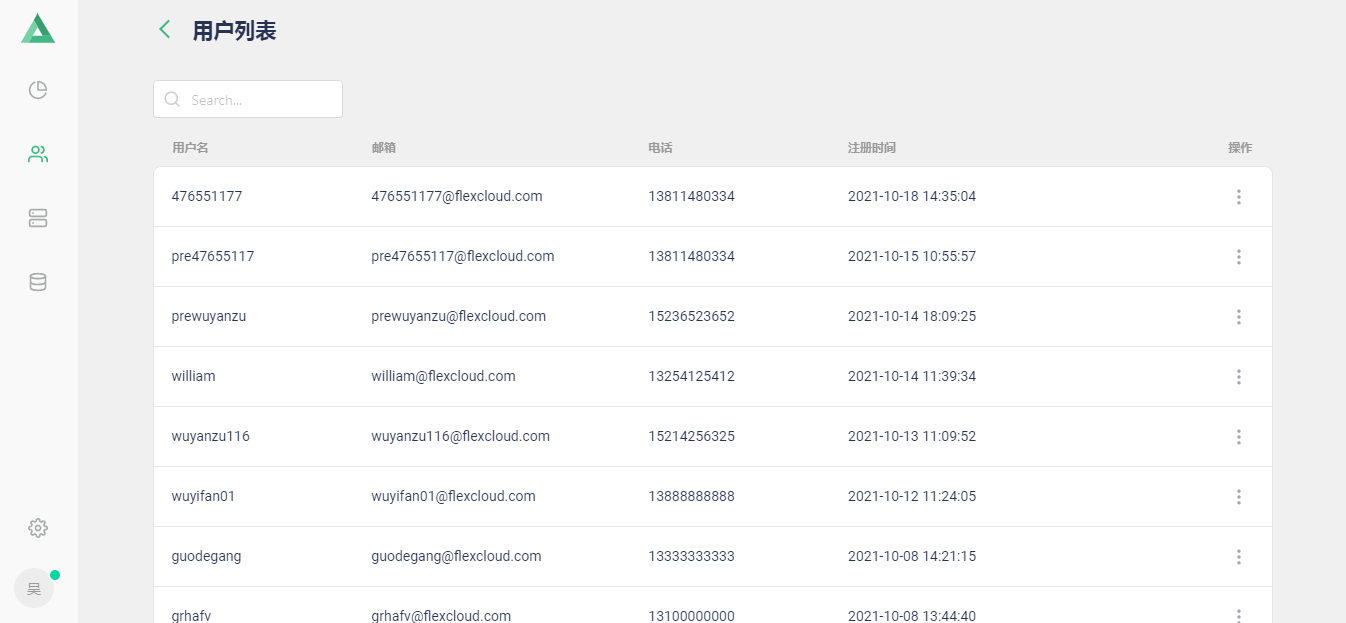 用户列表
Search...
用户名 邮箱 电话 注册时间 操作
476551177 476551177@flexcloud.com 13811480334 2021-10-18 14:35:04
pre47655117 pre47655117@flexcloud.com 13811480334 2021-10-15 10:55:57
prewuyanzu prewuyanzu@flexcloud.com 15236523652 2021-10-14 18:09:25
william william@flexcloud.com 13254125412 2021-10-14 11:39:34
wuyanzu116 wuyanzu116@flexcloud.com 15214256325 2021-10-13 11:09:52
wuyifan01 wuyifan01@flexcloud.com 13888888888 2021-10-12 11:24:05
guodegang guodegang@flexcloud.com 13333333333 2021-10-08 14:21:15
grhafv grhafv@flexcloud.com 13100000000 2021-10-08 13:44:40
吴